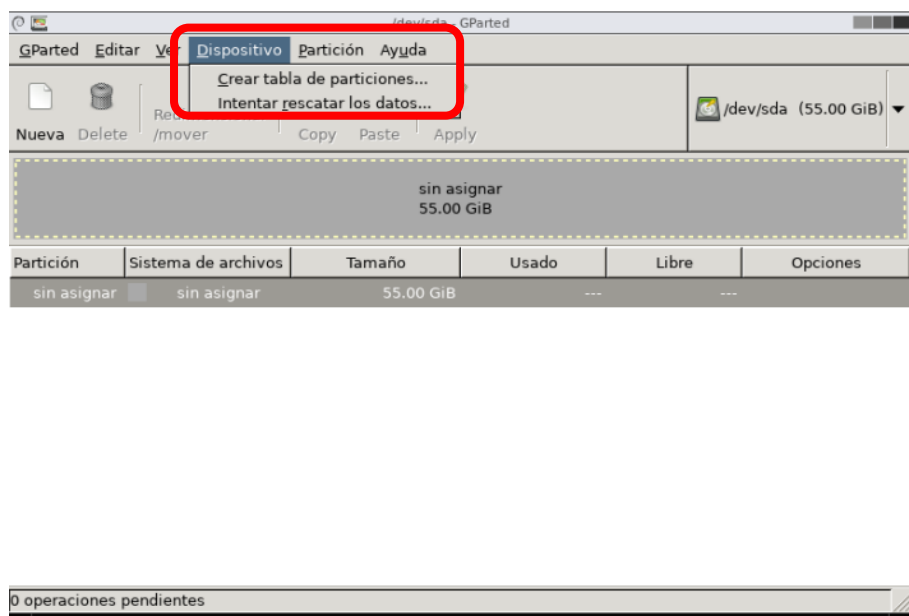 /dev/sda - GParted
GParted Editar Ver Dispositivo Partición Ayuda
Crear tabla de particiones...
Intentar rescatar los datos...
Nueva Delete /mover Copy Paste Apply
/dev/sda (55.00 GiB)
sin asignar
55.00 GiB
Partición Sistema de archivos Tamaño Usado Libre Opciones
sin asignar sin asignar 55.00 GiB --- ---
0 operaciones pendientes